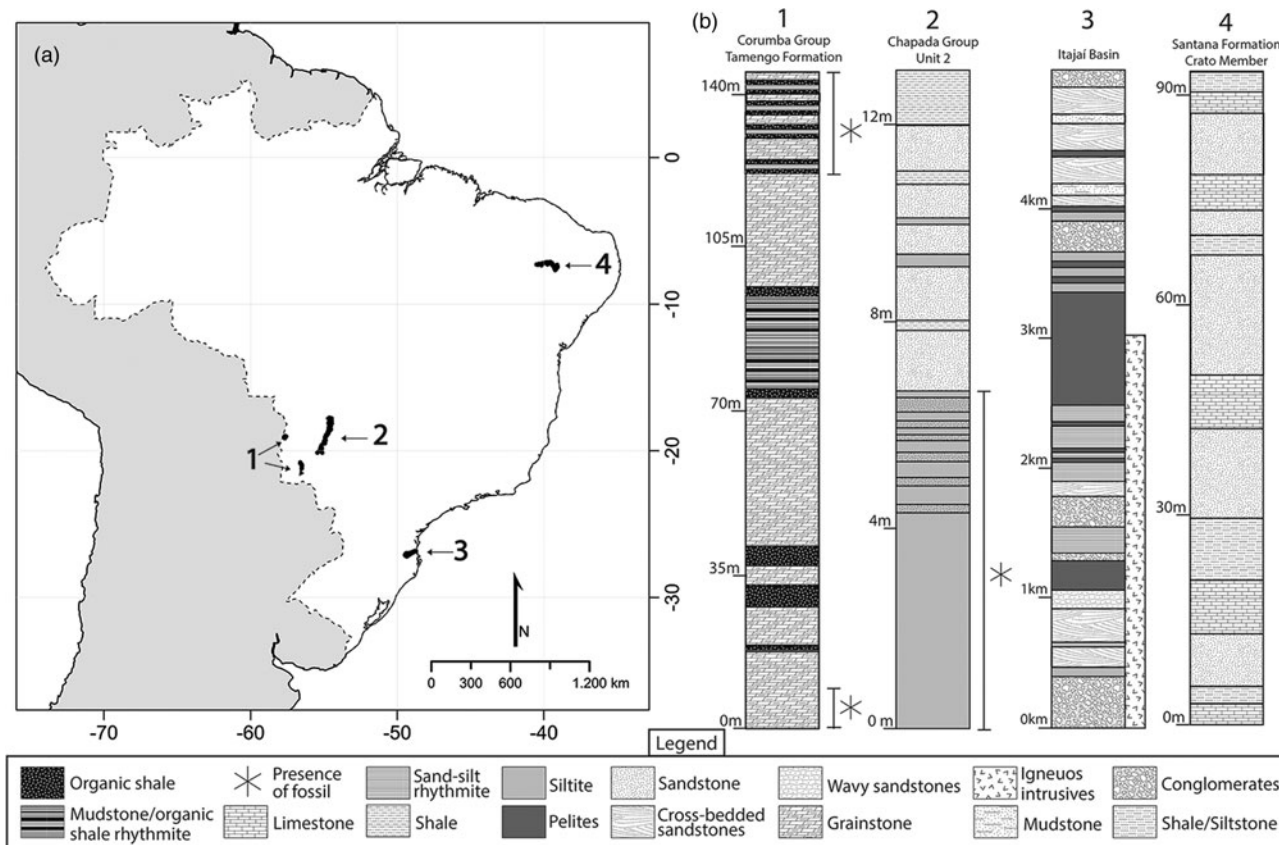 (a)
4
2
1
3
N
0 600 1.200 km
0
-10
-20
-30
-70
-60
-50
-40
(b)
1
Corumba Group
Tamengo Formation
140m
105m
70m
35m
0m
2
Chapada Group
Unit 2
12m
8m
4m
0 m
3
Itajaí Basin
4km
3km
2km
1km
0km
4
Santana Formation
Crato Member
90m
60m
30m
0m
Legend
Organic shale
Presence
of fossil
Sand-silt
rhythmite
Siltite
Sandstone
Wavy sandstones
Igneuos
intrusives
Conglomerates
Mudstone/organic
shale rhythmite
Limestone
Shale
Pelites
Cross-bedded
sandstones
Grainstone
Mudstone
Shale/Siltstone